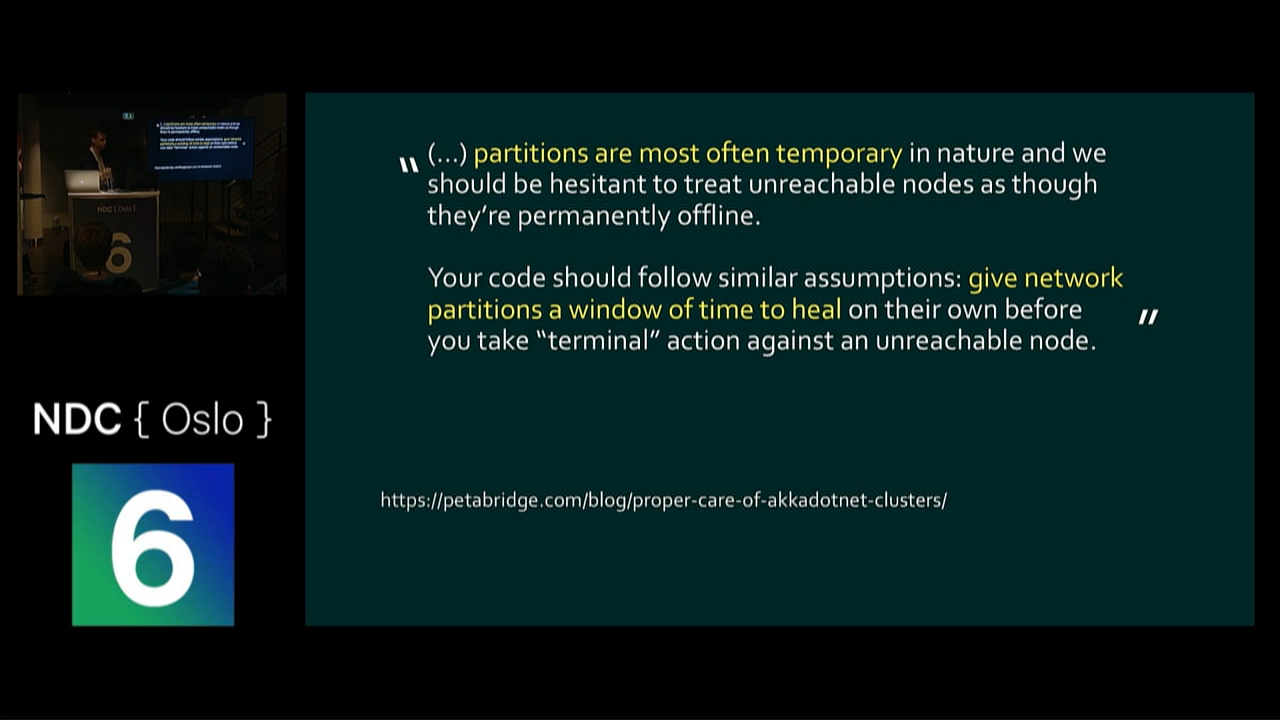 (...) partitions are most often temporary in nature and we
should be hesitant to treat unreachable nodes as though
they're permanently offline.
Your code should follow similar assumptions: give network
partitions a window of time to heal on their own before
you take “terminal” action against an unreachable node.
https://petabridge.com/blog/proper-care-of-akkadotnet-clusters/
NDC { Oslo }
6
NDC { Oslo }
6